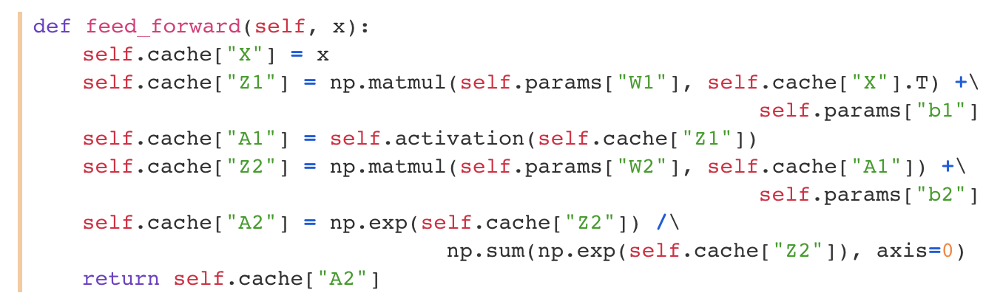 def feed_forward(self, x):
    self.cache["X"] = x
    self.cache["Z1"] = np.matmul(self.params["W1"], self.cache["X"].T) +\
                                                        self.params["b1"]
    self.cache["A1"] = self.activation(self.cache["Z1"])
    self.cache["Z2"] = np.matmul(self.params["W2"], self.cache["A1"]) +\
                                                        self.params["b2"]
    self.cache["A2"] = np.exp(self.cache["Z2"]) /\
                                np.sum(np.exp(self.cache["Z2"]), axis=0)
    return self.cache["A2"]